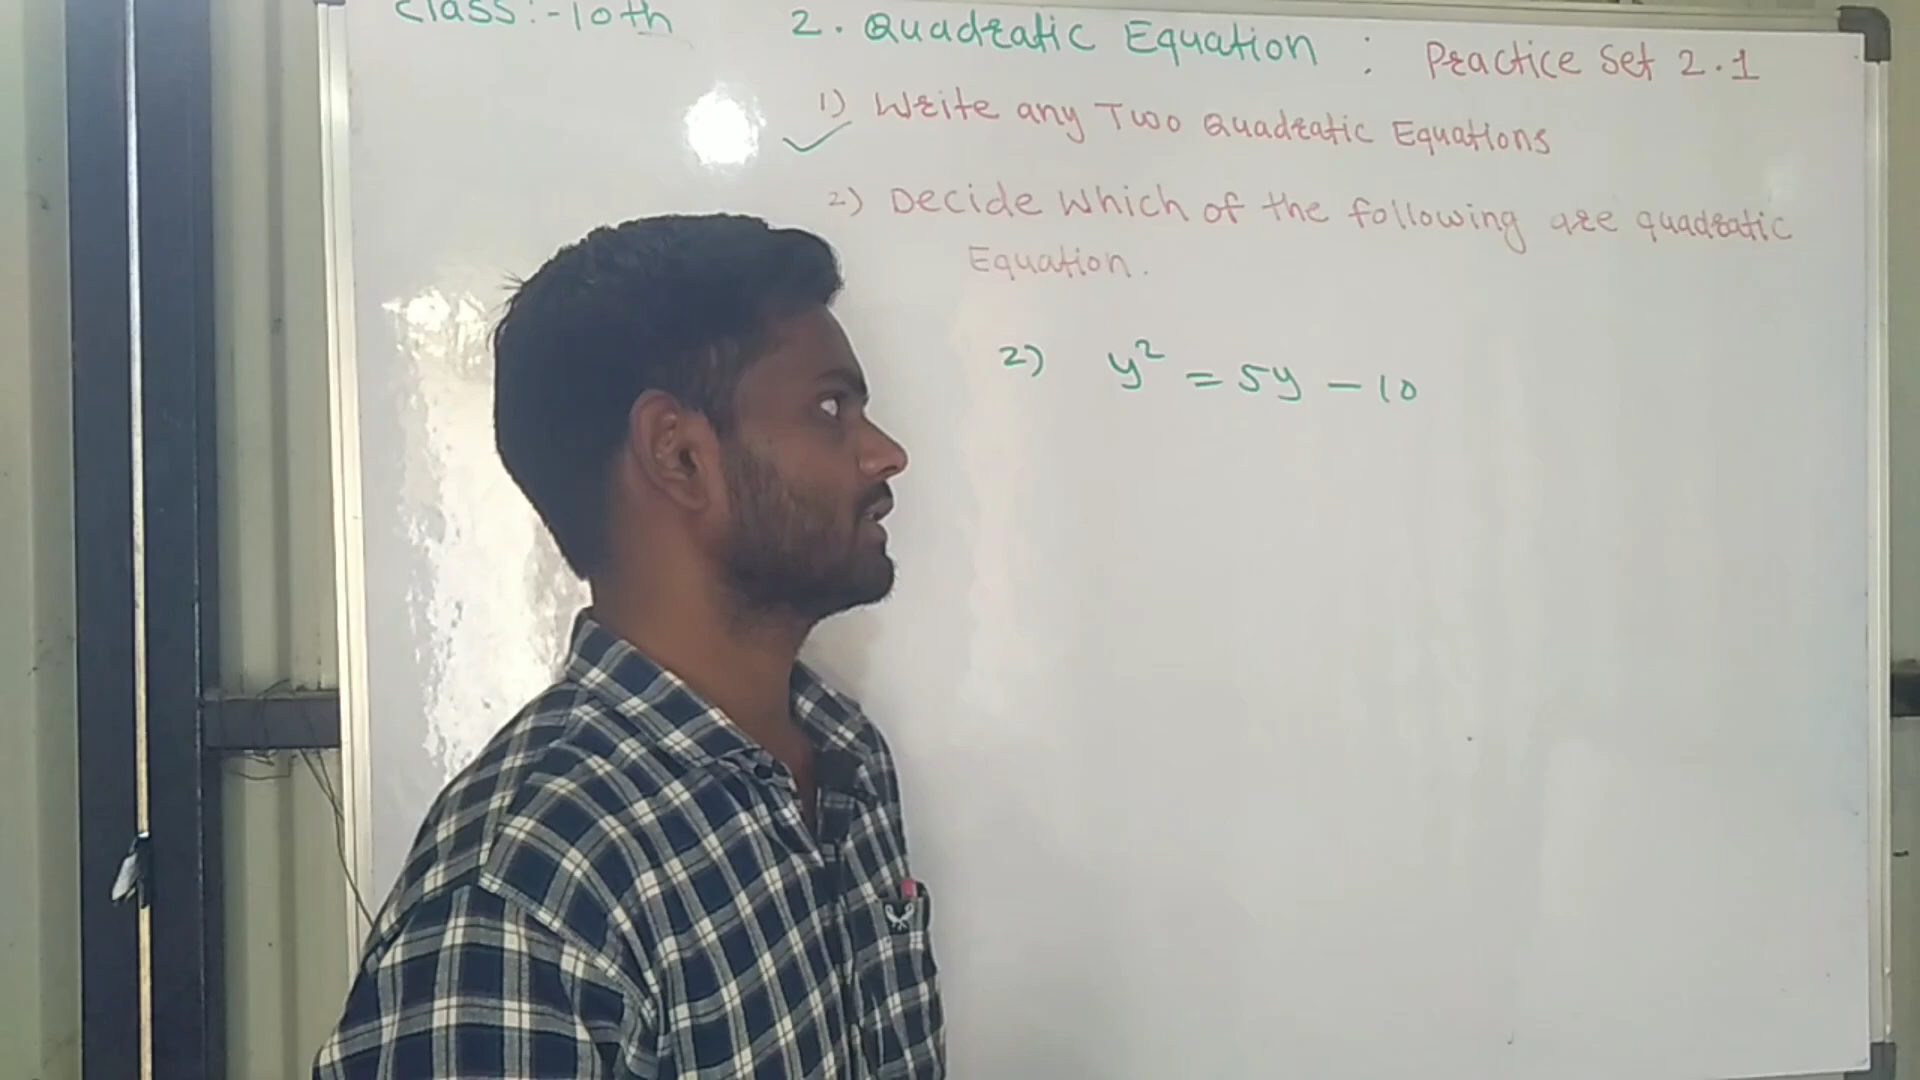 Class:-10th 2. Quadratic Equation : Practice Set 2.1
1) Write any Two Quadratic Equations
2) Decide Which of the following are quadratic
Equation.
2) y² = 5y - 10